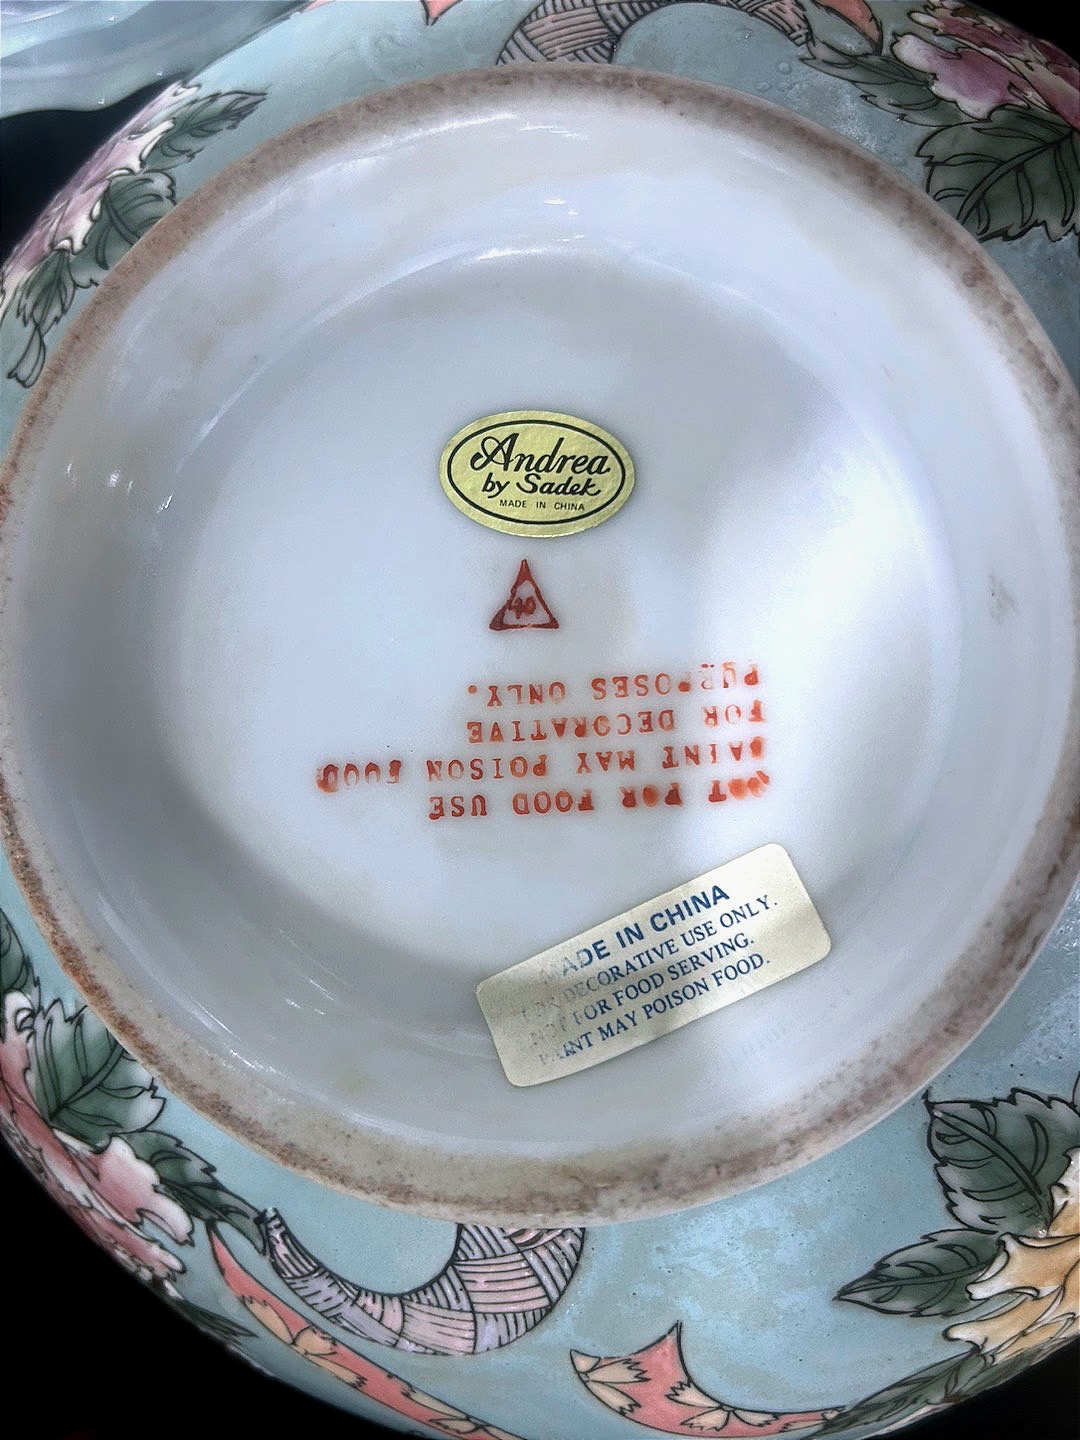 Andrea
by Sadek
MADE IN CHINA
40
NOT FOR FOOD USE
PAINT MAY POISON FOOD
FOR DECORATIVE
PURPOSES ONLY.
MADE IN CHINA
FOR DECORATIVE USE ONLY.
NOT FOR FOOD SERVING.
PAINT MAY POISON FOOD.